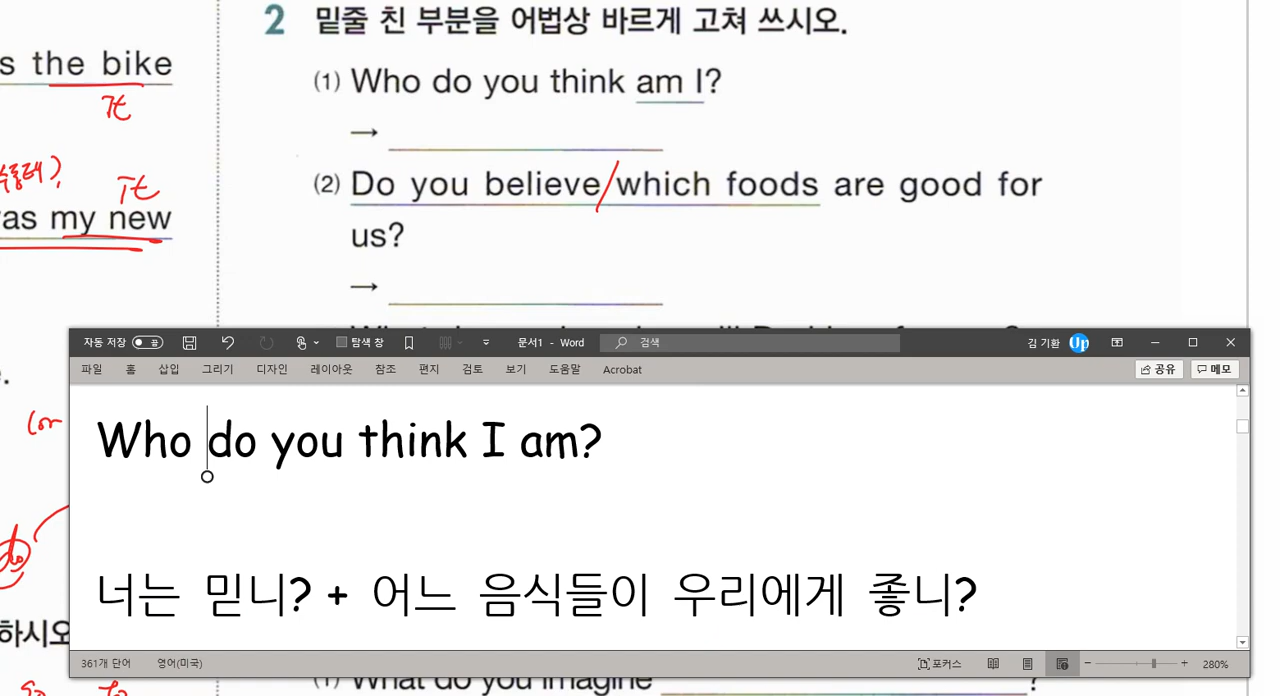 2 밑줄 친 부분을 어법상 바르게 고쳐 쓰시오.
s the bike
(1) Who do you think am I?
→
(2) Do you believe/which foods are good for
us?
as my new
→
자동 저장 끔 탐색 창 문서1 - Word 검색 김 기환 Up
파일 홈 삽입 그리기 디자인 레이아웃 참조 편지 검토 보기 도움말 Acrobat 공유 메모
Who do you think I am?
너는 믿니? + 어느 음식들이 우리에게 좋니?
하시오
361개 단어 영어(미국) 포커스 280%
(1) What do you imagine ?